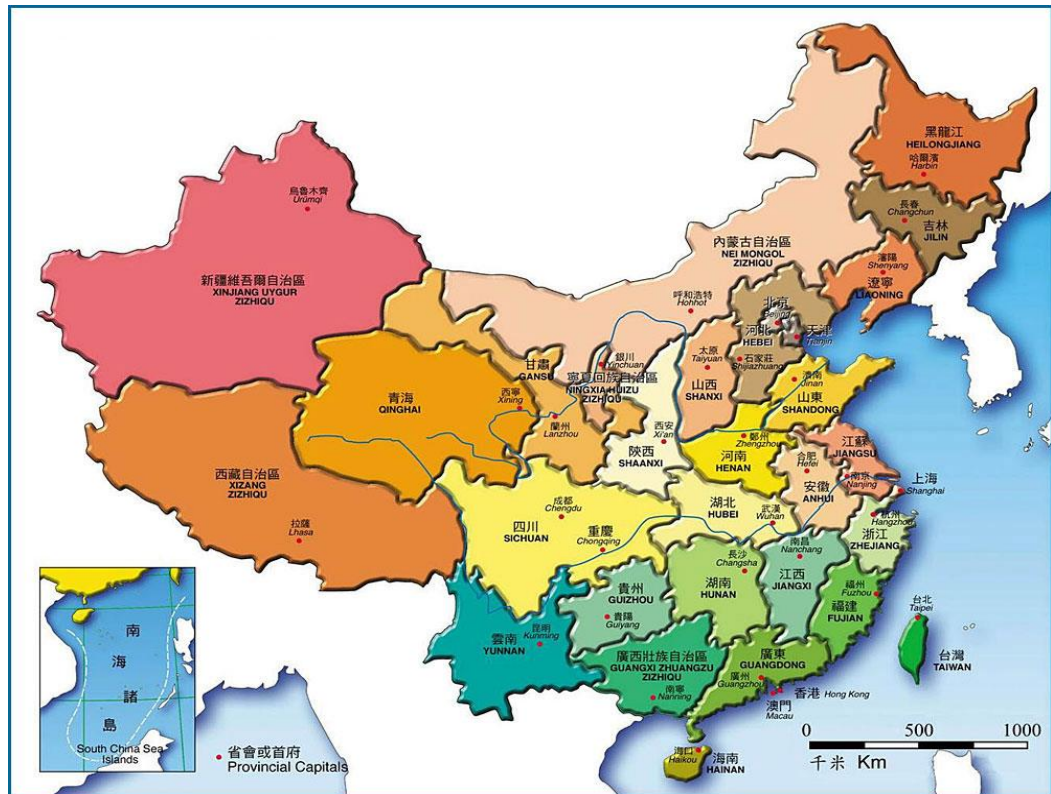 黑龍江
HEILONGJIANG
哈爾濱
Harbin
長春
Changchun
吉林
JILIN
瀋陽
Shenyang
遼寧
LIAONING
烏魯木齊
Urümqi
新疆維吾爾自治區
XINJIANG UYGUR
ZIZHIQU
內蒙古自治區
NEI MONGOL
ZIZHIQU
呼和浩特
Hohhot
北京
Beijing
天津
Tianjin
河北
HEBEI
石家莊
Shijiazhuang
太原
Taiyuan
山西
SHANXI
濟南
Jinan
山東
SHANDONG
甘肅
GANSU
銀川
Yinchuan
寧夏回族自治區
NINGXIA HUIZU
ZIZHIQU
青海
QINGHAI
西寧
Xining
蘭州
Lanzhou
西安
Xi'an
陝西
SHAANXI
鄭州
Zhengzhou
河南
HENAN
江蘇
JIANGSU
合肥
Hefei
安徽
ANHUI
南京
Nanjing
上海
Shanghai
西藏自治區
XIZANG
ZIZHIQU
拉薩
Lhasa
成都
Chengdu
四川
SICHUAN
重慶
Chongqing
湖北
HUBEI
武漢
Wuhan
杭州
Hangzhou
浙江
ZHEJIANG
長沙
Changsha
湖南
HUNAN
南昌
Nanchang
江西
JIANGXI
貴州
GUIZHOU
貴陽
Guiyang
福州
Fuzhou
福建
FUJIAN
台北
Taipei
台灣
TAIWAN
雲南
YUNNAN
昆明
Kunming
廣西壯族自治區
GUANGXI ZHUANGZU
ZIZHIQU
南寧
Nanning
廣東
GUANGDONG
廣州
Guangzhou
香港 Hong Kong
澳門
Macau
海口
Haikou
海南
HAINAN
南
海
諸
島
South China Sea
Islands
省會或首府
Provincial Capitals
0 500 1000
千米 Km